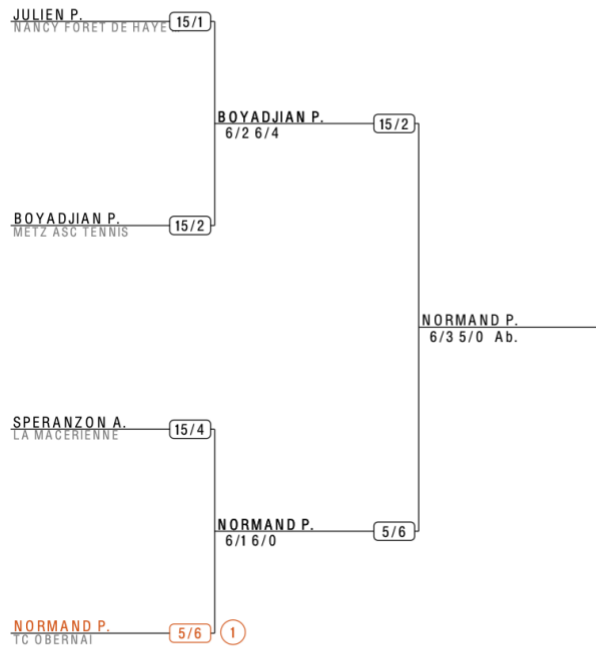 JULIEN P.
15/1
NANCY FORET DE HAYE
BOYADJIAN P.
15/2
6/2 6/4
BOYADJIAN P.
15/2
METZ ASC TENNIS
NORMAND P.
6/3 5/0 Ab.
SPERANZON A.
15/4
LA MACERIENNE
NORMAND P.
5/6
6/1 6/0
NORMAND P.
5/6
1
TC OBERNAI